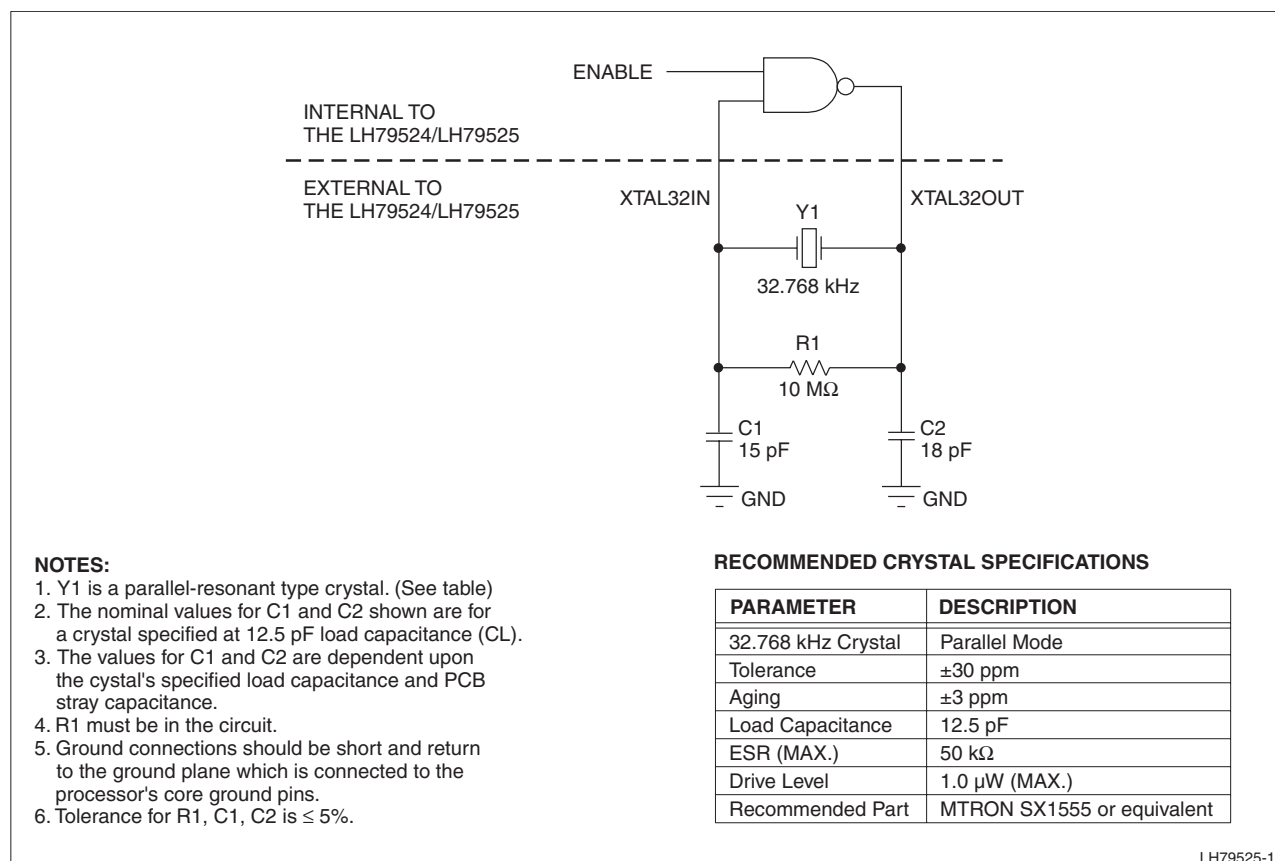 ENABLE
INTERNAL TO
THE LH79524/LH79525
EXTERNAL TO
THE LH79524/LH79525
XTAL32IN
XTAL32OUT
Y1
32.768 kHz
R1
10 MΩ
C1
15 pF
C2
18 pF
GND
GND
NOTES:
1. Y1 is a parallel-resonant type crystal. (See table)
2. The nominal values for C1 and C2 shown are for
a crystal specified at 12.5 pF load capacitance (CL).
3. The values for C1 and C2 are dependent upon
the cystal's specified load capacitance and PCB
stray capacitance.
4. R1 must be in the circuit.
5. Ground connections should be short and return
to the ground plane which is connected to the
processor's core ground pins.
6. Tolerance for R1, C1, C2 is ≤ 5%.
RECOMMENDED CRYSTAL SPECIFICATIONS
PARAMETER DESCRIPTION
32.768 kHz Crystal Parallel Mode
Tolerance ±30 ppm
Aging ±3 ppm
Load Capacitance 12.5 pF
ESR (MAX.) 50 kΩ
Drive Level 1.0 µW (MAX.)
Recommended Part MTRON SX1555 or equivalent